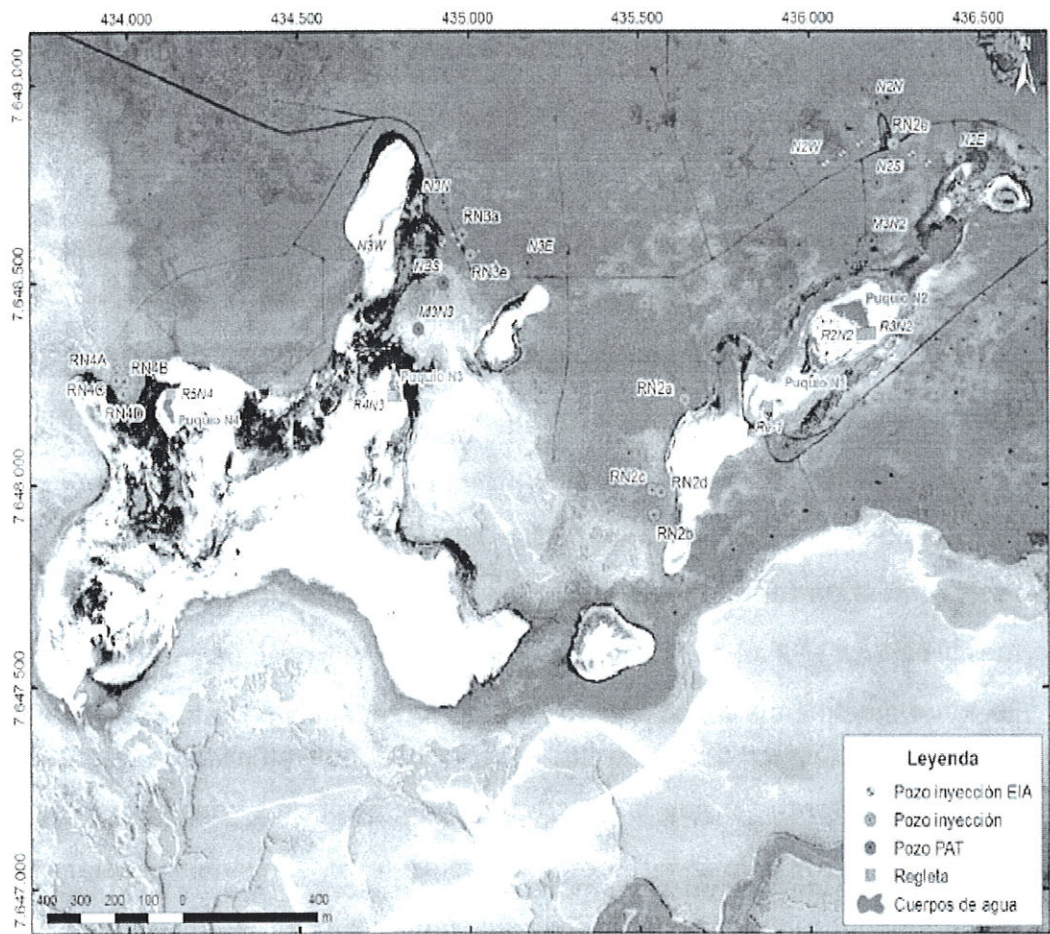 434.000 434.500 435.000 435.500 436.000 436.500
N
7.649.000
N2N
RN2e
N2W
N2E
N2S
N3N
RN3a
M3N2
N3W
N3E
N3S
RN3e
7.648.500
Puquio N2
M3N3
R2N2
R3N2
RN4A
RN4B
Puquio N3
Puquio N1
RN4C
R5N4
R4N3
RN2a
RN4D
Puquio N4
RN2c
RN2d
7.648.000
RN2b
7.647.500
Leyenda
Pozo inyección EIA
Pozo inyección
Pozo PAT
Regleta
Cuerpos de agua
7.647.000
400 300 200 100 0 400
m